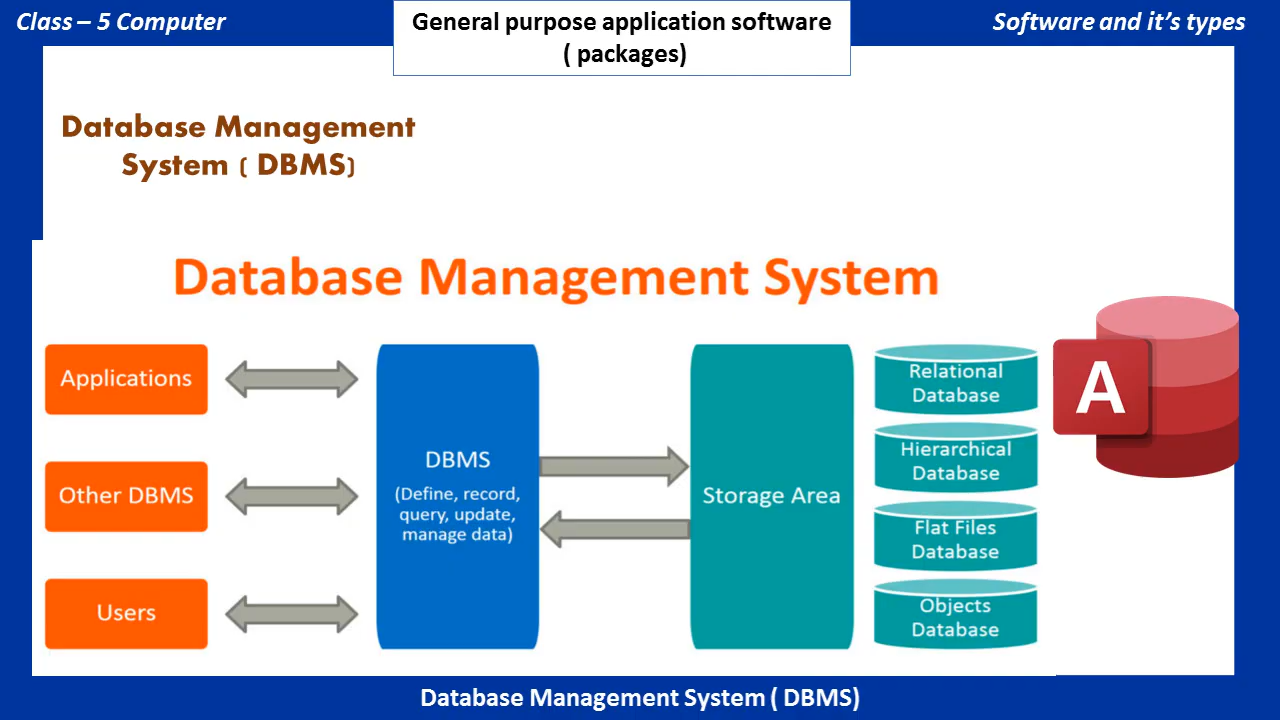 Class – 5 Computer
General purpose application software
( packages)
Software and it's types
Database Management
System ( DBMS)
Database Management System
Applications
Other DBMS
Users
DBMS
(Define, record,
query, update,
manage data)
Storage Area
Relational
Database
Hierarchical
Database
Flat Files
Database
Objects
Database
A
Database Management System ( DBMS)